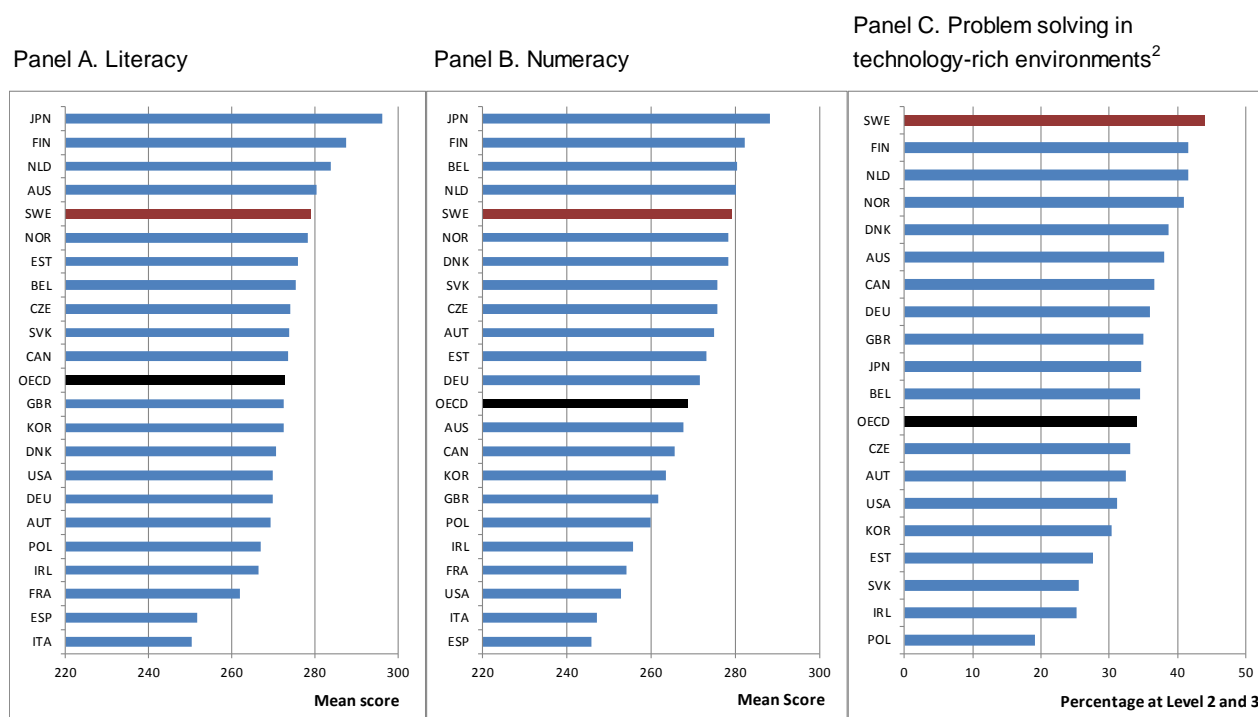 Panel A. Literacy
JPN
FIN
NLD
AUS
SWE
NOR
EST
BEL
CZE
SVK
CAN
OECD
GBR
KOR
DNK
USA
DEU
AUT
POL
IRL
FRA
ESP
ITA
220 240 260 280 300
Mean score
Panel B. Numeracy
JPN
FIN
BEL
NLD
SWE
NOR
DNK
SVK
CZE
AUT
EST
DEU
OECD
AUS
CAN
KOR
GBR
POL
IRL
FRA
USA
ITA
ESP
220 240 260 280 300
Mean Score
Panel C. Problem solving in
technology-rich environments²
SWE
FIN
NLD
NOR
DNK
AUS
CAN
DEU
GBR
JPN
BEL
OECD
CZE
AUT
USA
KOR
EST
SVK
IRL
POL
0 10 20 30 40 50
Percentage at Level 2 and 3